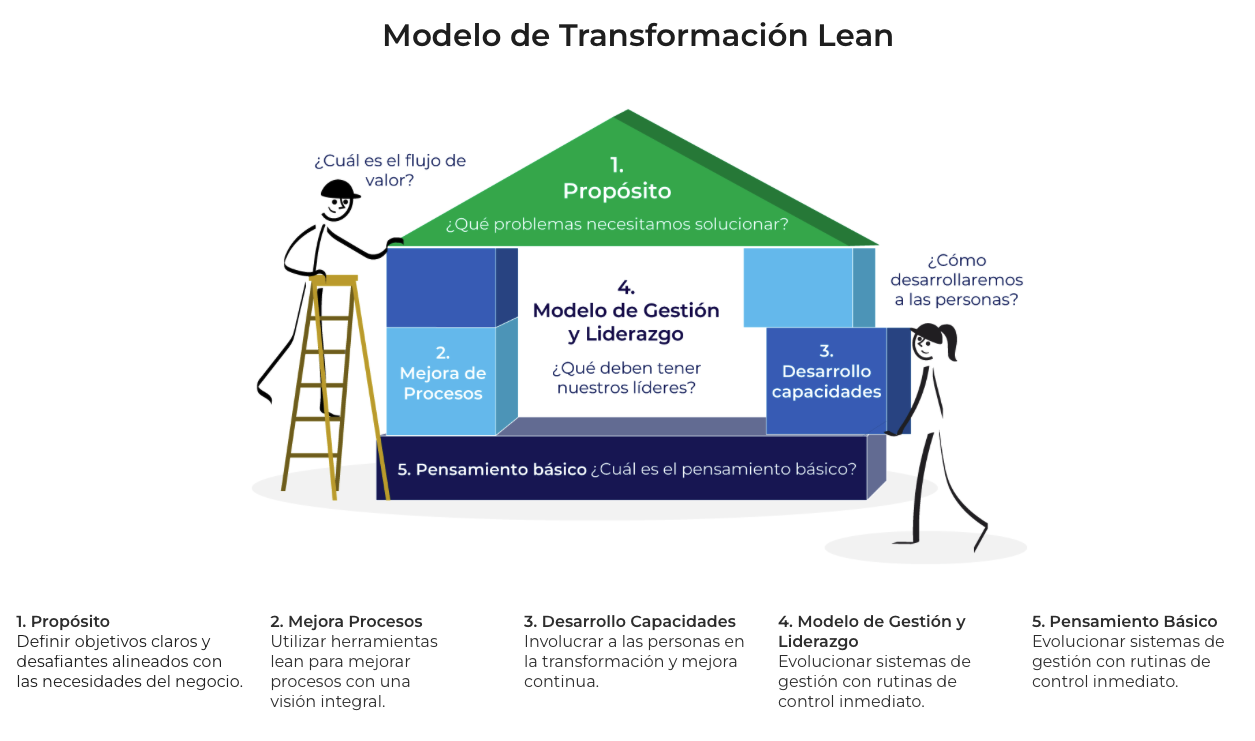 Modelo de Transformación Lean
¿Cuál es el flujo de
valor?
1.
Propósito
¿Qué problemas necesitamos solucionar?
4.
Modelo de Gestión
y Liderazgo
¿Qué deben tener
nuestros líderes?
¿Cómo
desarrollaremos
a las personas?
2.
Mejora de
Procesos
3.
Desarrollo
capacidades
5. Pensamiento básico ¿Cuál es el pensamiento básico?
1. Propósito
Definir objetivos claros y
desafiantes alineados con
las necesidades del negocio.
2. Mejora Procesos
Utilizar herramientas
lean para mejorar
procesos con una
visión integral.
3. Desarrollo Capacidades
Involucrar a las personas en
la transformación y mejora
continua.
4. Modelo de Gestión y
Liderazgo
Evolucionar sistemas de
gestión con rutinas de
control inmediato.
5. Pensamiento Básico
Evolucionar sistemas de
gestión con rutinas de
control inmediato.